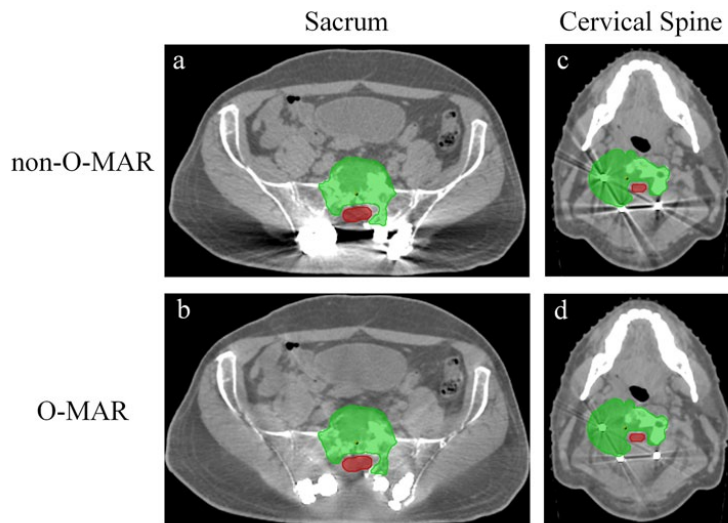 Sacrum Cervical Spine
a c
non-O-MAR
b d
O-MAR